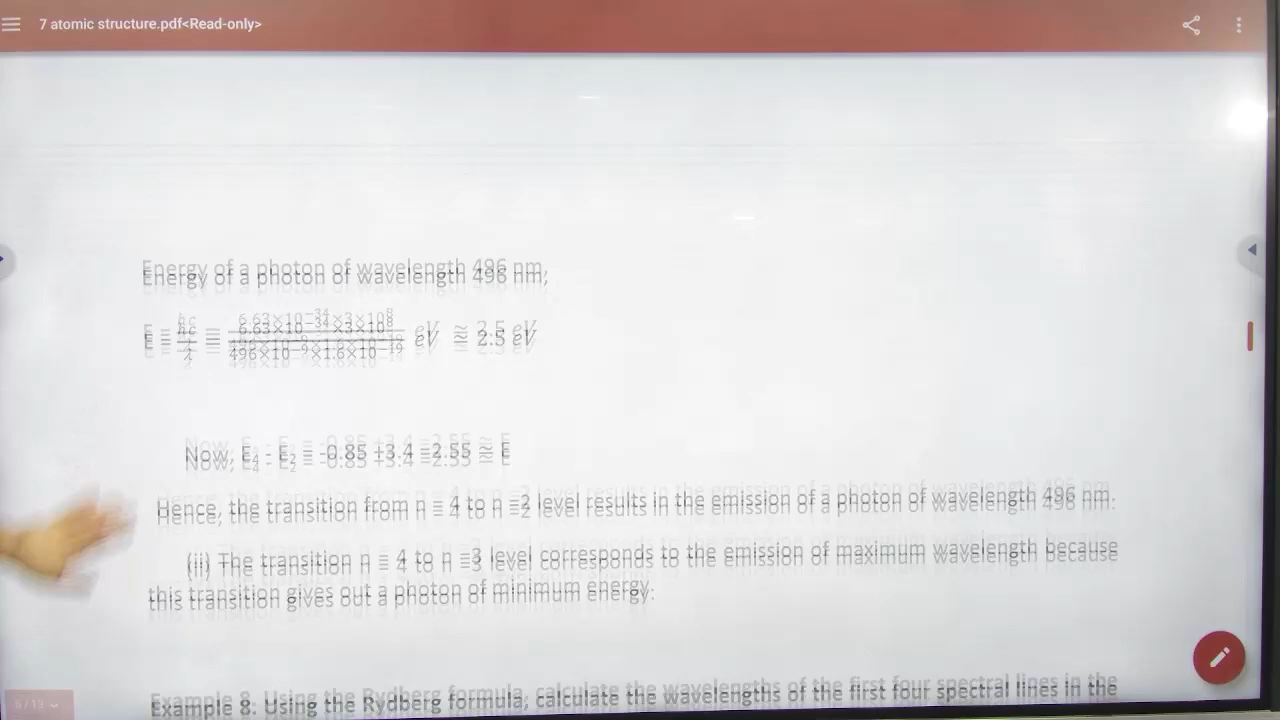 7 atomic structure.pdf<Read-only>
Energy of a photon of wavelength 496 nm,
E = hc/λ = 6.63×10⁻³⁴×3×10⁸ / 496×10⁻⁹×1.6×10⁻¹⁹ eV ≅ 2.5 eV
Now, E₄ - E₂ = -0.85 +3.4 =2.55 ≅ E
Hence, the transition from n = 4 to n =2 level results in the emission of a photon of wavelength 496 nm.
(ii) The transition n = 4 to n =3 level corresponds to the emission of maximum wavelength because
this transition gives out a photon of minimum energy.
Example 8. Using the Rydberg formula, calculate the wavelengths of the first four spectral lines in the